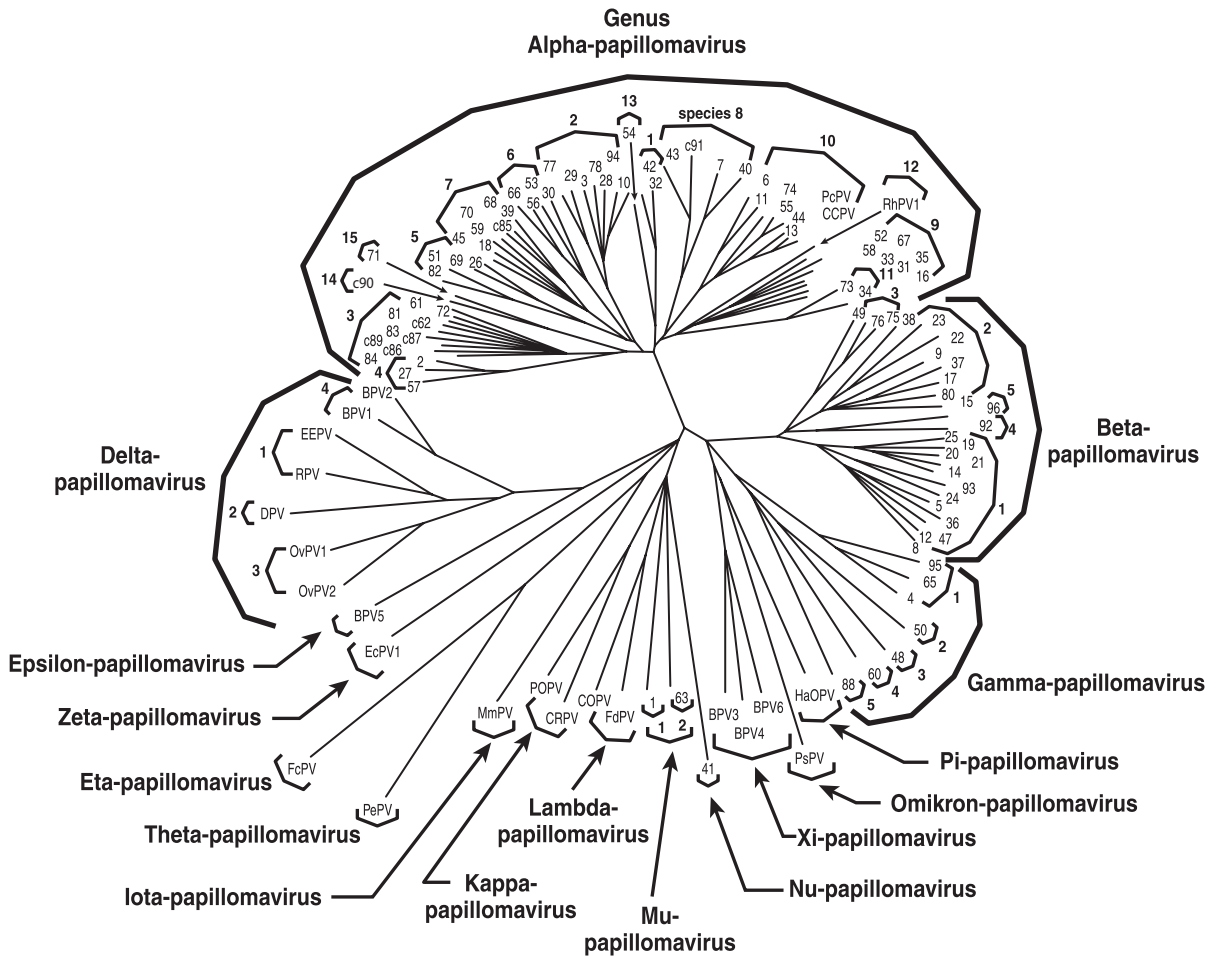 Genus
Alpha-papillomavirus
13
54
2
94
77
78
29
3
28
10
1
42
32
species 8
43
c91
7
40
10
6
11
74
55
44
13
PcPV
CCPV
12
RhPV1
9
52
67
58
33
31
35
16
11
73
34
6
53
66
56
30
7
68
39
70
c85
59
45
18
5
51
82
69
26
15
71
14
c90
3
61
81
72
c62
83
c87
c89
c86
84
4
2
27
57
3
49
76
75
38
23
2
22
9
37
17
80
15
5
96
92
4
25
19
20
21
14
93
24
5
36
1
12
47
8
Beta-
papillomavirus
4
BPV2
BPV1
EEPV
1
RPV
2
DPV
OvPV1
3
OvPV2
Delta-
papillomavirus
95
65
4
1
50
2
48
3
60
4
88
5
Gamma-papillomavirus
BPV5
Epsilon-papillomavirus
EcPV1
Zeta-papillomavirus
FcPV
Eta-papillomavirus
PePV
Theta-papillomavirus
MmPV
Iota-papillomavirus
POPV
CRPV
Kappa-
papillomavirus
COPV
FdPV
Lambda-
papillomavirus
1
63
1
2
Mu-
papillomavirus
41
Nu-papillomavirus
BPV3
BPV6
BPV4
Xi-papillomavirus
PsPV
Omikron-papillomavirus
HaOPV
Pi-papillomavirus